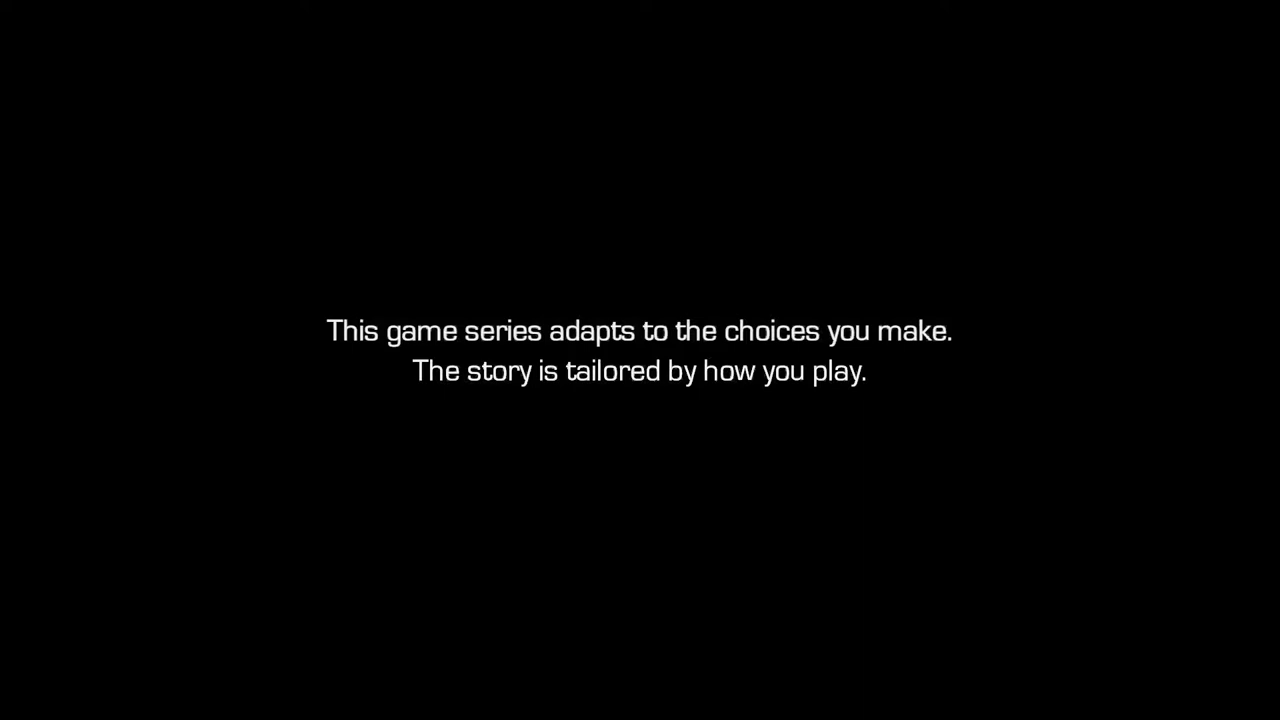 This game series adapts to the choices you make.
The story is tailored by how you play.